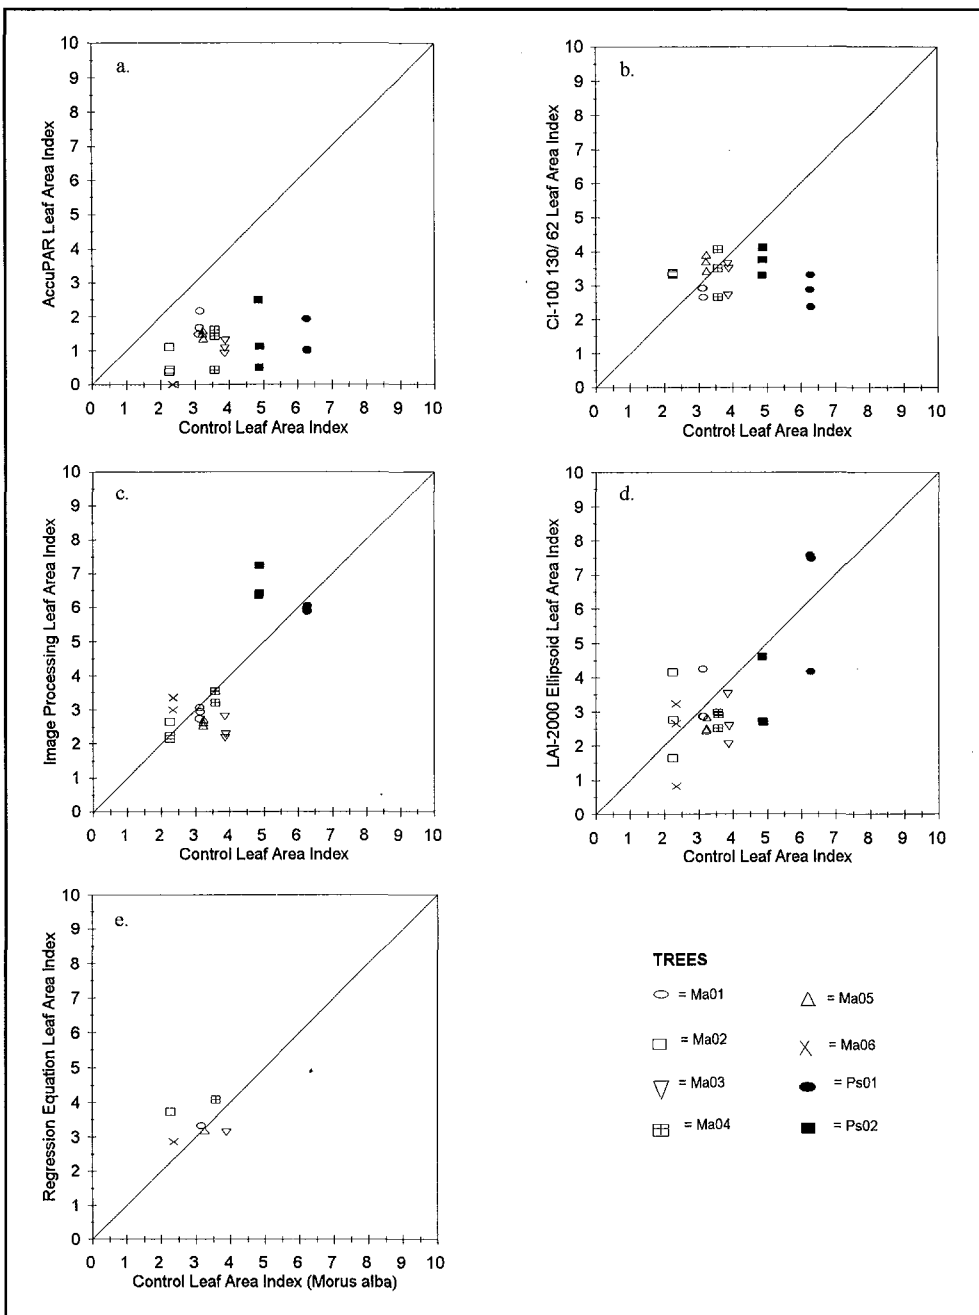 a.
AccuPAR Leaf Area Index
10
9
8
7
6
5
4
3
2
1
0
0 1 2 3 4 5 6 7 8 9 10
Control Leaf Area Index
b.
CI-100 130/ 62 Leaf Area Index
10
9
8
7
6
5
4
3
2
1
0
0 1 2 3 4 5 6 7 8 9 10
Control Leaf Area Index
c.
Image Processing Leaf Area Index
10
9
8
7
6
5
4
3
2
1
0
0 1 2 3 4 5 6 7 8 9 10
Control Leaf Area Index
d.
LAI-2000 Ellipsoid Leaf Area Index
10
9
8
7
6
5
4
3
2
1
0
0 1 2 3 4 5 6 7 8 9 10
Control Leaf Area Index
e.
Regression Equation Leaf Area Index
10
9
8
7
6
5
4
3
2
1
0
0 1 2 3 4 5 6 7 8 9 10
Control Leaf Area Index (Morus alba)
TREES
= Ma01
= Ma02
= Ma03
= Ma04
= Ma05
= Ma06
= Ps01
= Ps02